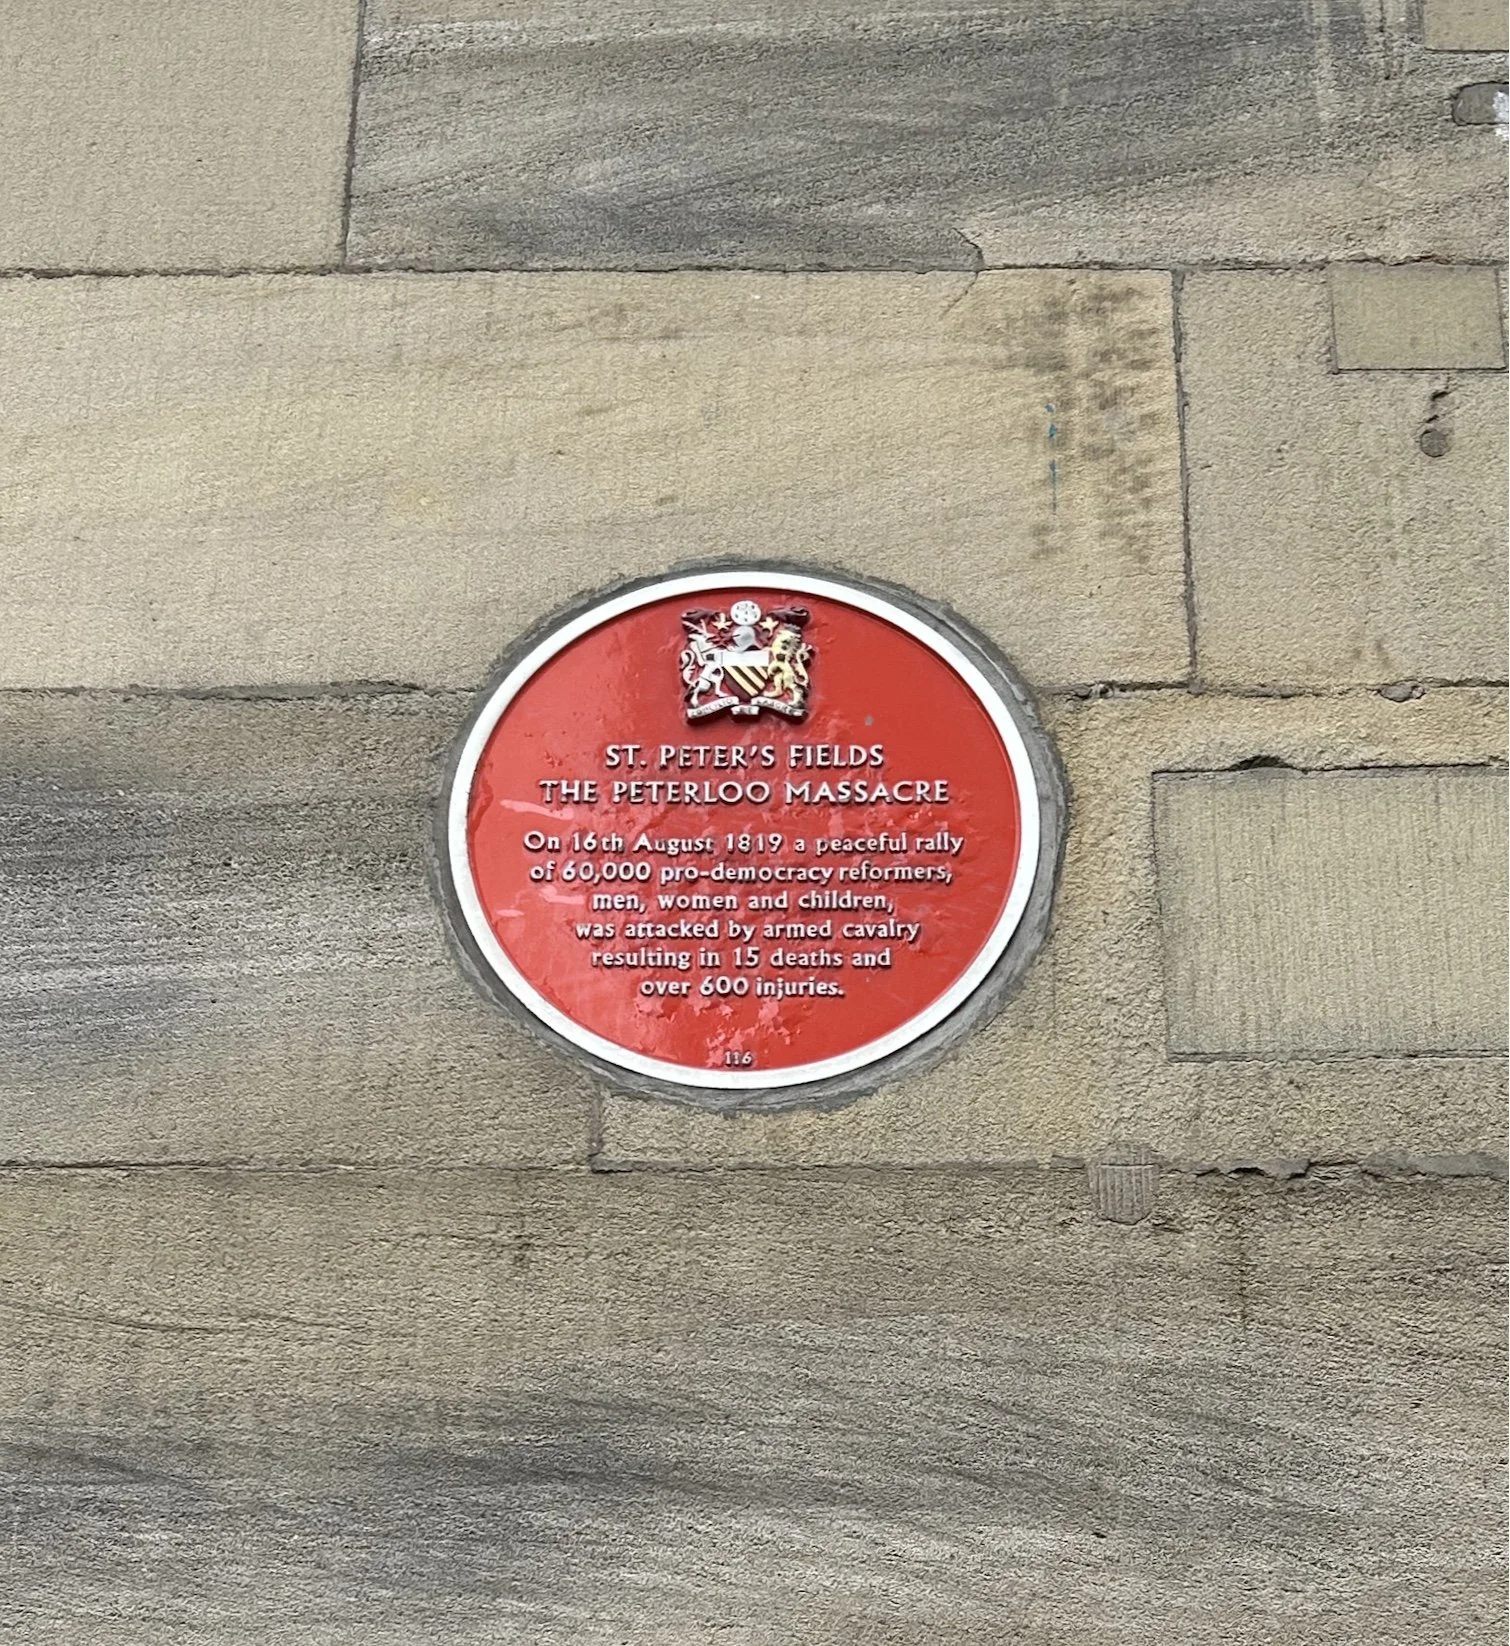 ST. PETER'S FIELDS
THE PETERLOO MASSACRE
On 16th August 1819 a peaceful rally
of 60,000 pro-democracy reformers,
men, women and children,
was attacked by armed cavalry
resulting in 15 deaths and
over 600 injuries.
116